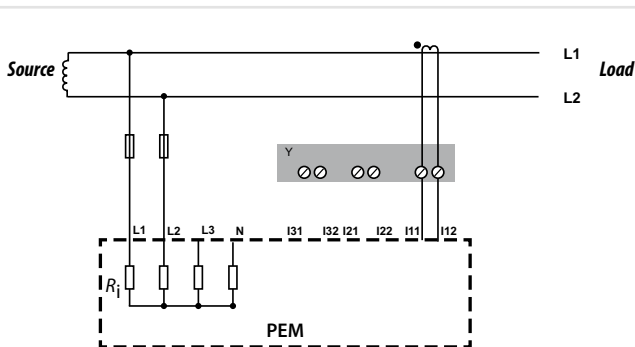 L1
Source Load
L2
Y
L1 L2 L3 N I31 I32 I21 I22 I11 I12
Ri
PEM